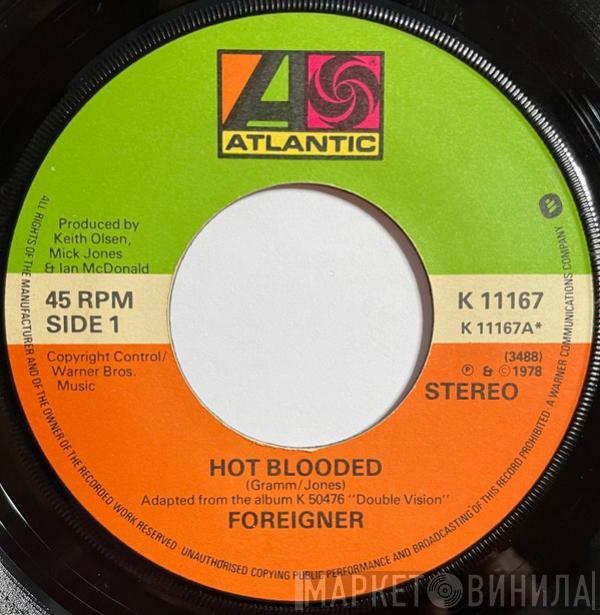 ATLANTIC
Produced by
Keith Olsen,
Mick Jones
& Ian McDonald
45 RPM
SIDE 1
Copyright Control/
Warner Bros.
Music
K 11167
K 11167A*
(3488)
Ⓟ & © 1978
STEREO
HOT BLOODED
(Gramm/Jones)
Adapted from the album K 50476 "Double Vision"
FOREIGNER
ALL RIGHTS OF THE MANUFACTURER AND OF THE OWNER OF THE RECORDED WORK RESERVED. UNAUTHORISED COPYING PUBLIC PERFORMANCE AND BROADCASTING OF THIS RECORD PROHIBITED · A WARNER COMMUNICATIONS COMPANY
МАРКЕТ ВИНИЛА